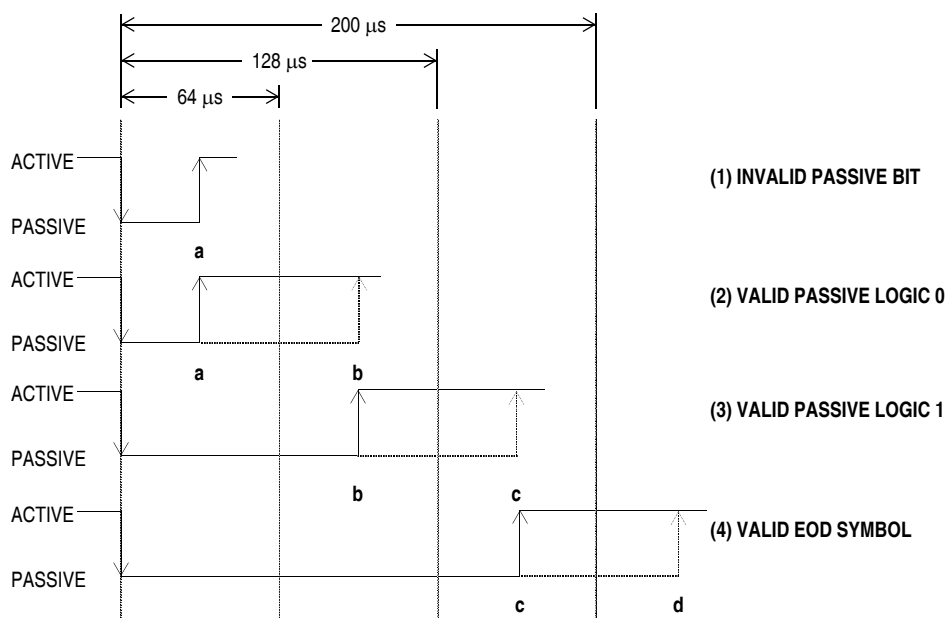 200 µs
128 µs
64 µs
ACTIVE
(1) INVALID PASSIVE BIT
PASSIVE
a
ACTIVE
(2) VALID PASSIVE LOGIC 0
PASSIVE
a b
ACTIVE
(3) VALID PASSIVE LOGIC 1
PASSIVE
b c
ACTIVE
(4) VALID EOD SYMBOL
PASSIVE
c d